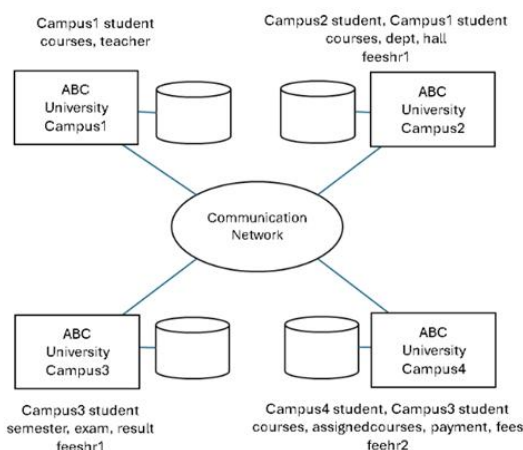 Campus1 student
courses, teacher
Campus2 student, Campus1 student
courses, dept, hall
feeshr1
ABC
University
Campus1
ABC
University
Campus2
Communication
Network
ABC
University
Campus3
ABC
University
Campus4
Campus3 student
semester, exam, result
feeshr1
Campus4 student, Campus3 student
courses, assignedcourses, payment, fees
feehr2